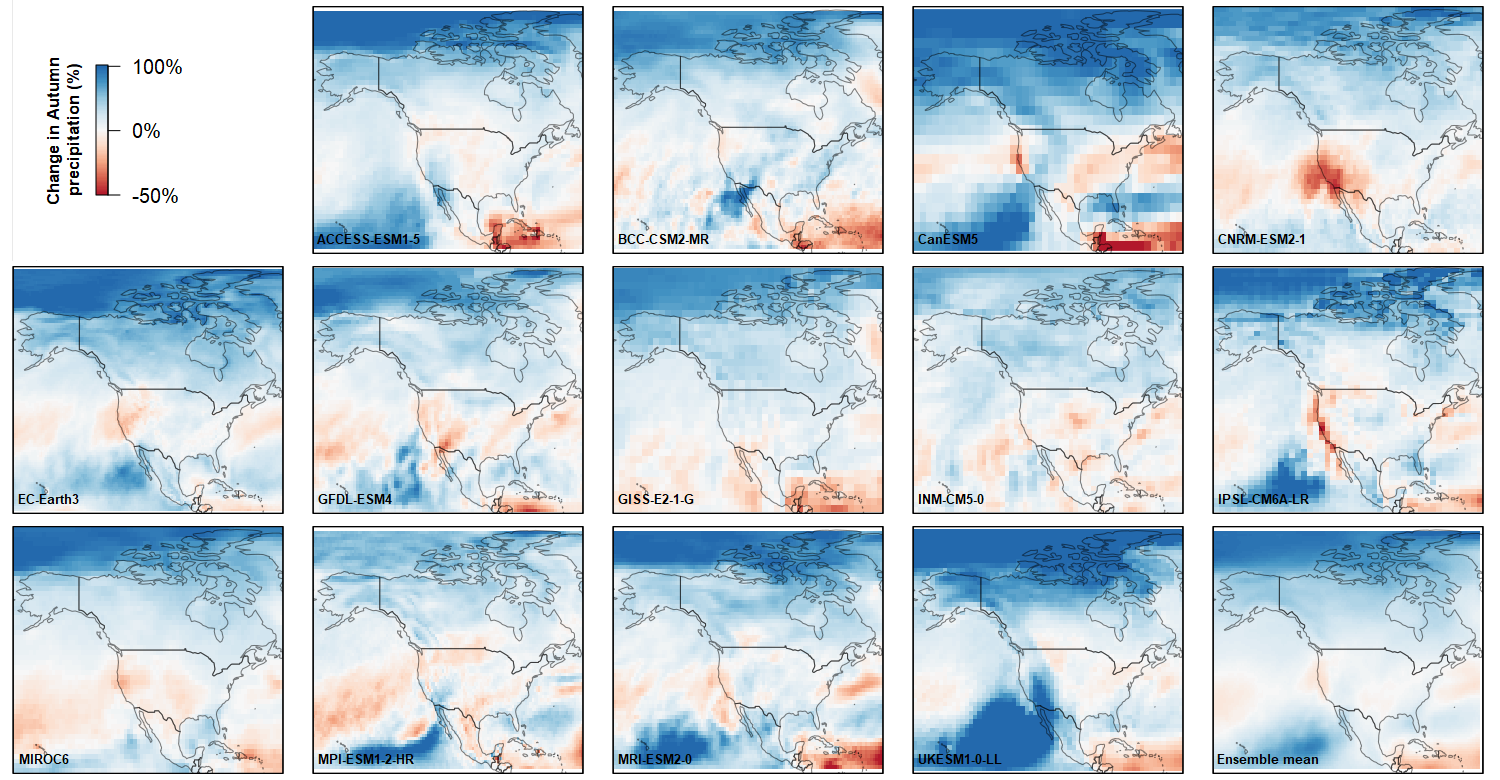 Change in Autumn
precipitation (%)
100%
0%
-50%
ACCESS-ESM1-5
BCC-CSM2-MR
CanESM5
CNRM-ESM2-1
EC-Earth3
GFDL-ESM4
GISS-E2-1-G
INM-CM5-0
IPSL-CM6A-LR
MIROC6
MPI-ESM1-2-HR
MRI-ESM2-0
UKESM1-0-LL
Ensemble mean